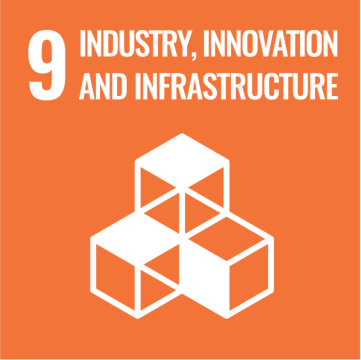 9 INDUSTRY, INNOVATION
AND INFRASTRUCTURE